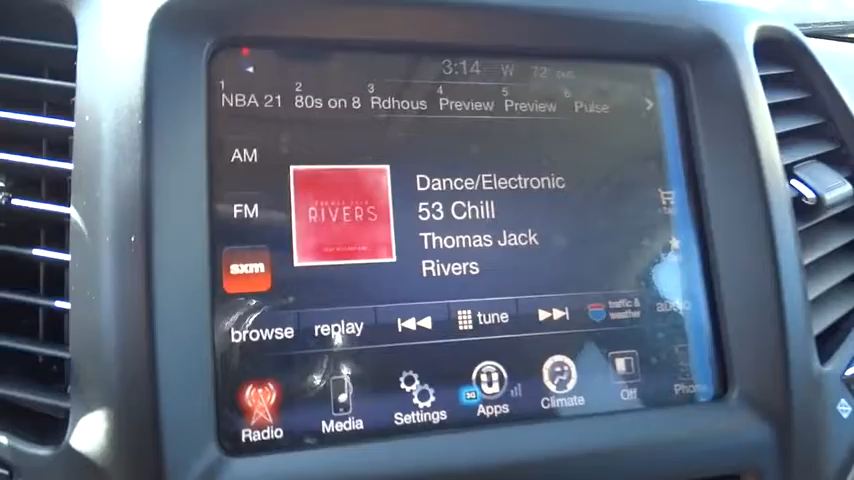 3:14 W 72 out
1 NBA 21 2 80s on 8 3 Rdhous 4 Preview 5 Preview 6 Pulse
AM
FM
sxm
RIVERS
Dance/Electronic
53 Chill
Thomas Jack
Rivers
browse replay tune traffic & weather audio
Radio Media Settings 3G Apps Climate Off Phone